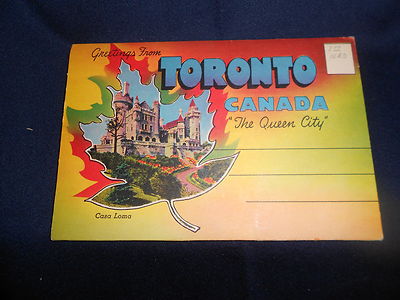 Greetings From
TORONTO
CANADA
"The Queen City"
Casa Loma